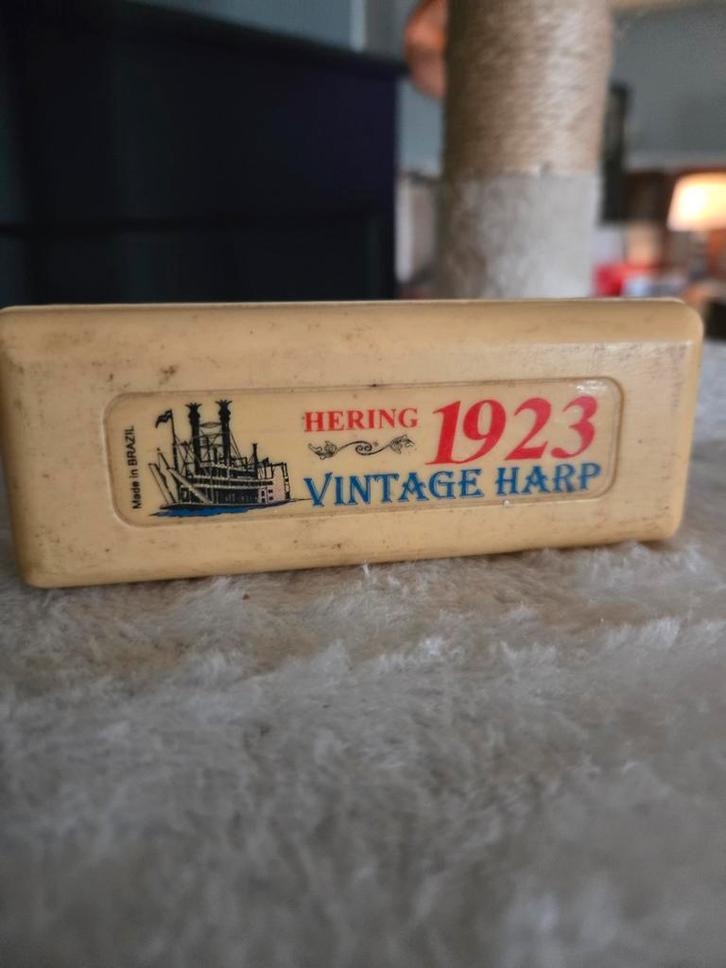 Made in BRAZIL
HERING 1923
VINTAGE HARP